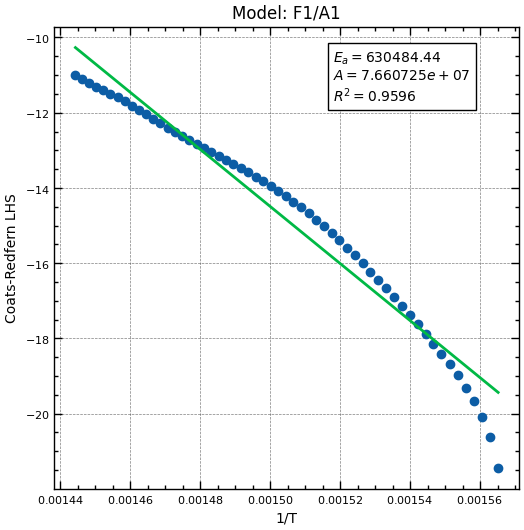 Model: F1/A1
E_a = 630484.44
A = 7.660725e + 07
R^2 = 0.9596
Coats-Redfern LHS
−10
−12
−14
−16
−18
−20
0.00144
0.00146
0.00148
0.00150
0.00152
0.00154
0.00156
1/T